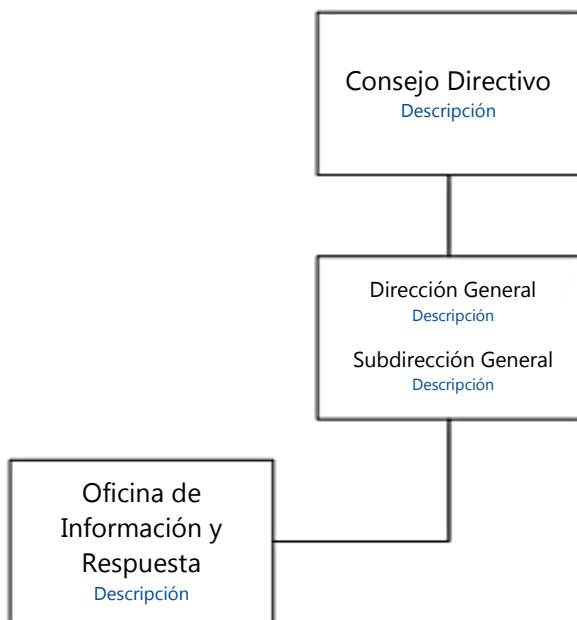 Consejo Directivo
Descripción
Dirección General
Descripción
Subdirección General
Descripción
Oficina de
Información y
Respuesta
Descripción